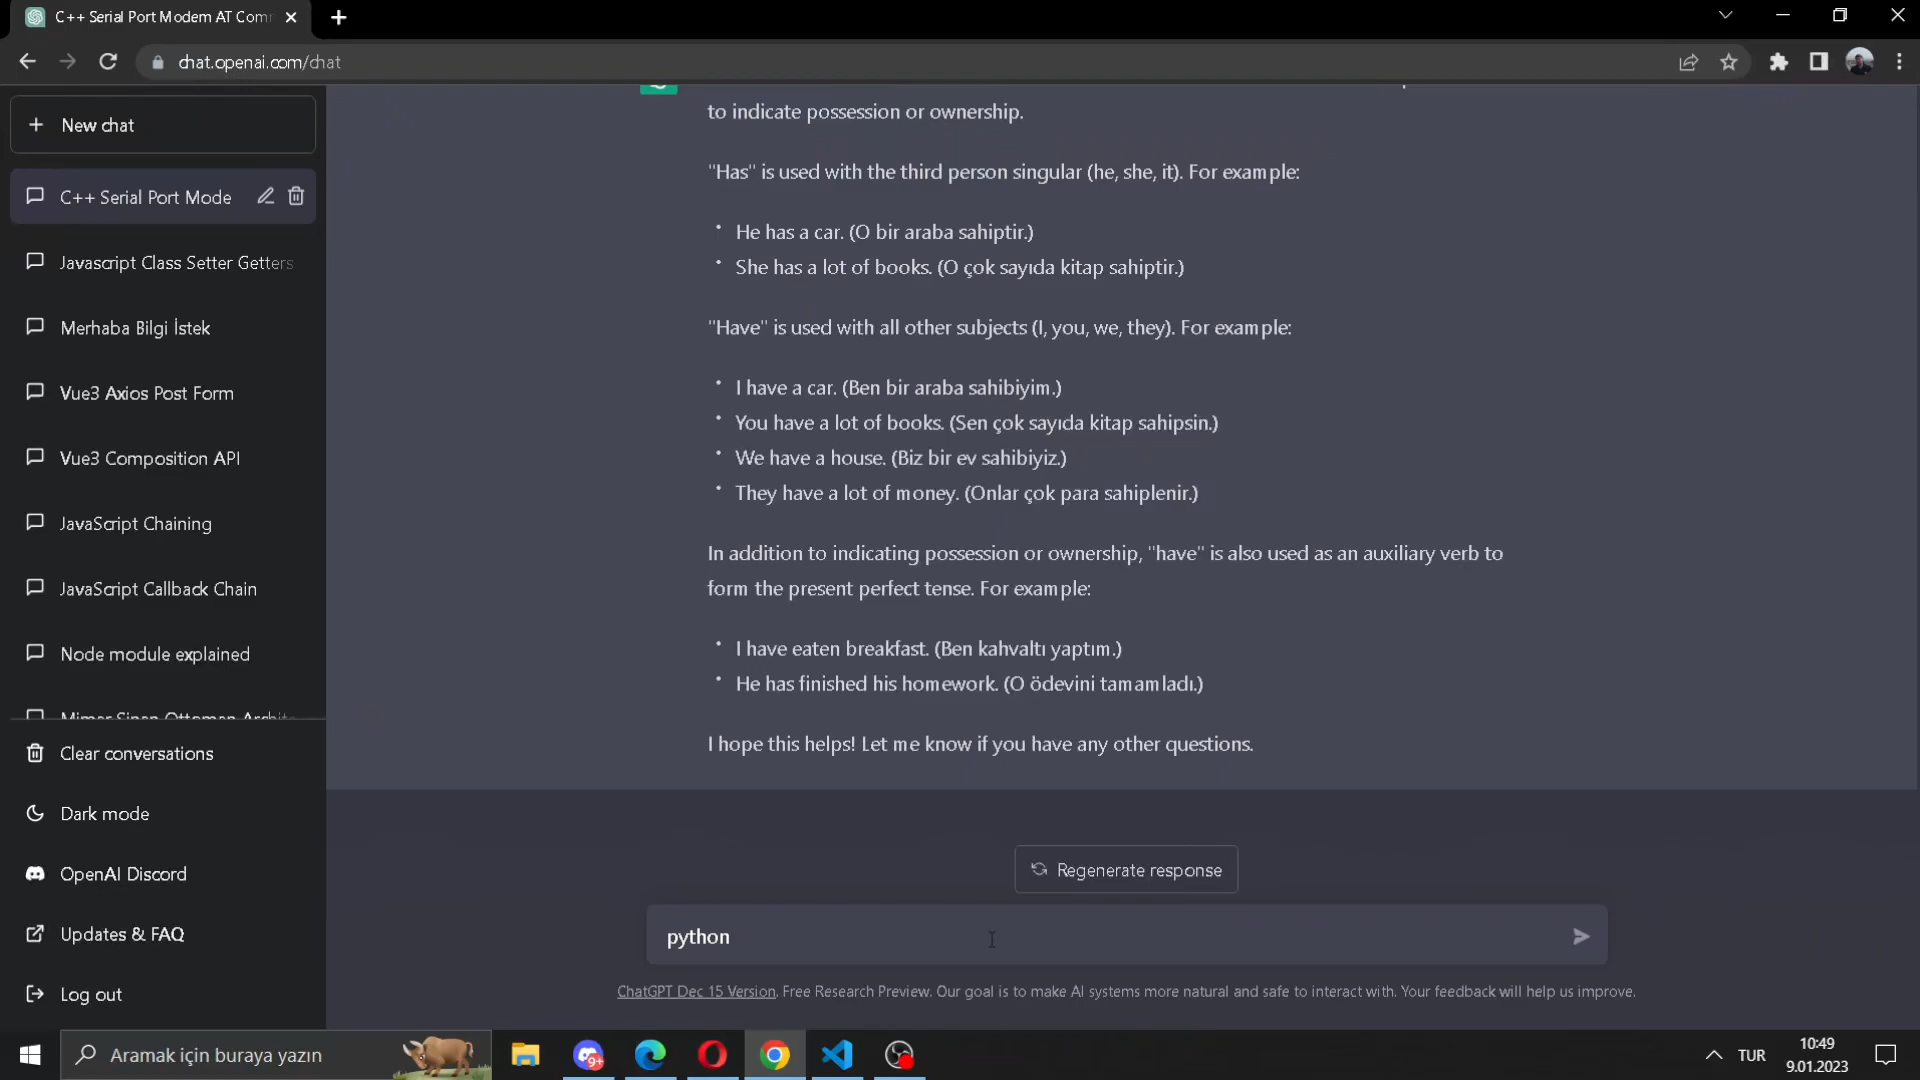 C++ Serial Port Modem AT Comm
chat.openai.com/chat
New chat
C++ Serial Port Mode
Javascript Class Setter Getters
Merhaba Bilgi İstek
Vue3 Axios Post Form
Vue3 Composition API
JavaScript Chaining
JavaScript Callback Chain
Node module explained
Mimar Sinan Ottoman Archite
Clear conversations
Dark mode
OpenAI Discord
Updates & FAQ
Log out
to indicate possession or ownership.
"Has" is used with the third person singular (he, she, it). For example:
• He has a car. (O bir araba sahiptir.)
• She has a lot of books. (O çok sayıda kitap sahiptir.)
"Have" is used with all other subjects (I, you, we, they). For example:
• I have a car. (Ben bir araba sahibiyim.)
• You have a lot of books. (Sen çok sayıda kitap sahipsin.)
• We have a house. (Biz bir ev sahibiyiz.)
• They have a lot of money. (Onlar çok para sahiplenir.)
In addition to indicating possession or ownership, "have" is also used as an auxiliary verb to
form the present perfect tense. For example:
• I have eaten breakfast. (Ben kahvaltı yaptım.)
• He has finished his homework. (O ödevini tamamladı.)
I hope this helps! Let me know if you have any other questions.
Regenerate response
python
ChatGPT Dec 15 Version. Free Research Preview. Our goal is to make AI systems more natural and safe to interact with. Your feedback will help us improve.
Aramak için buraya yazın
9+
TUR
10:49
9.01.2023